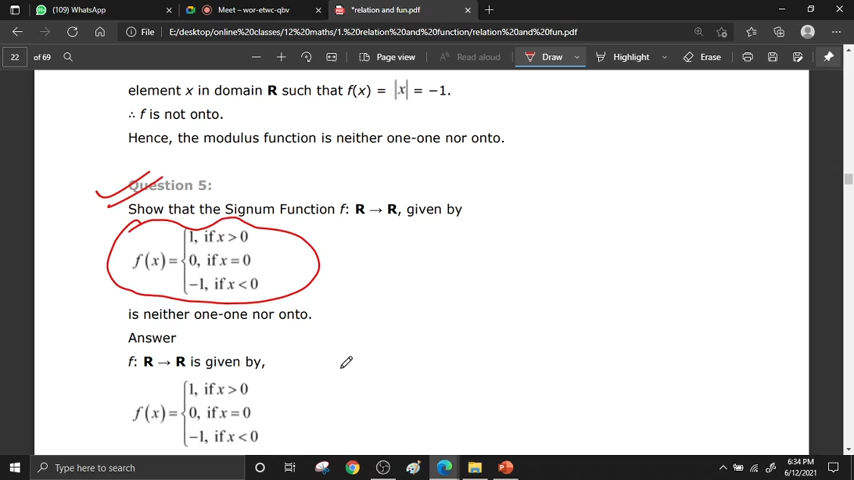 (109) WhatsApp
Meet – wor-etwc-qbv
*relation and fun.pdf
File
E:/desktop/online%20classes/12%20maths/1.%20relation%20and%20function/relation%20and%20fun.pdf
22 of 69
Page view
Read aloud
Draw
Highlight
Erase
element x in domain R such that f(x) = |x| = −1.
∴ f is not onto.
Hence, the modulus function is neither one-one nor onto.
Question 5:
Show that the Signum Function f: R → R, given by
f(x) = { 1, if x > 0
0, if x = 0
−1, if x < 0
is neither one-one nor onto.
Answer
f: R → R is given by,
f(x) = { 1, if x > 0
0, if x = 0
−1, if x < 0
Type here to search
6:34 PM
6/12/2021